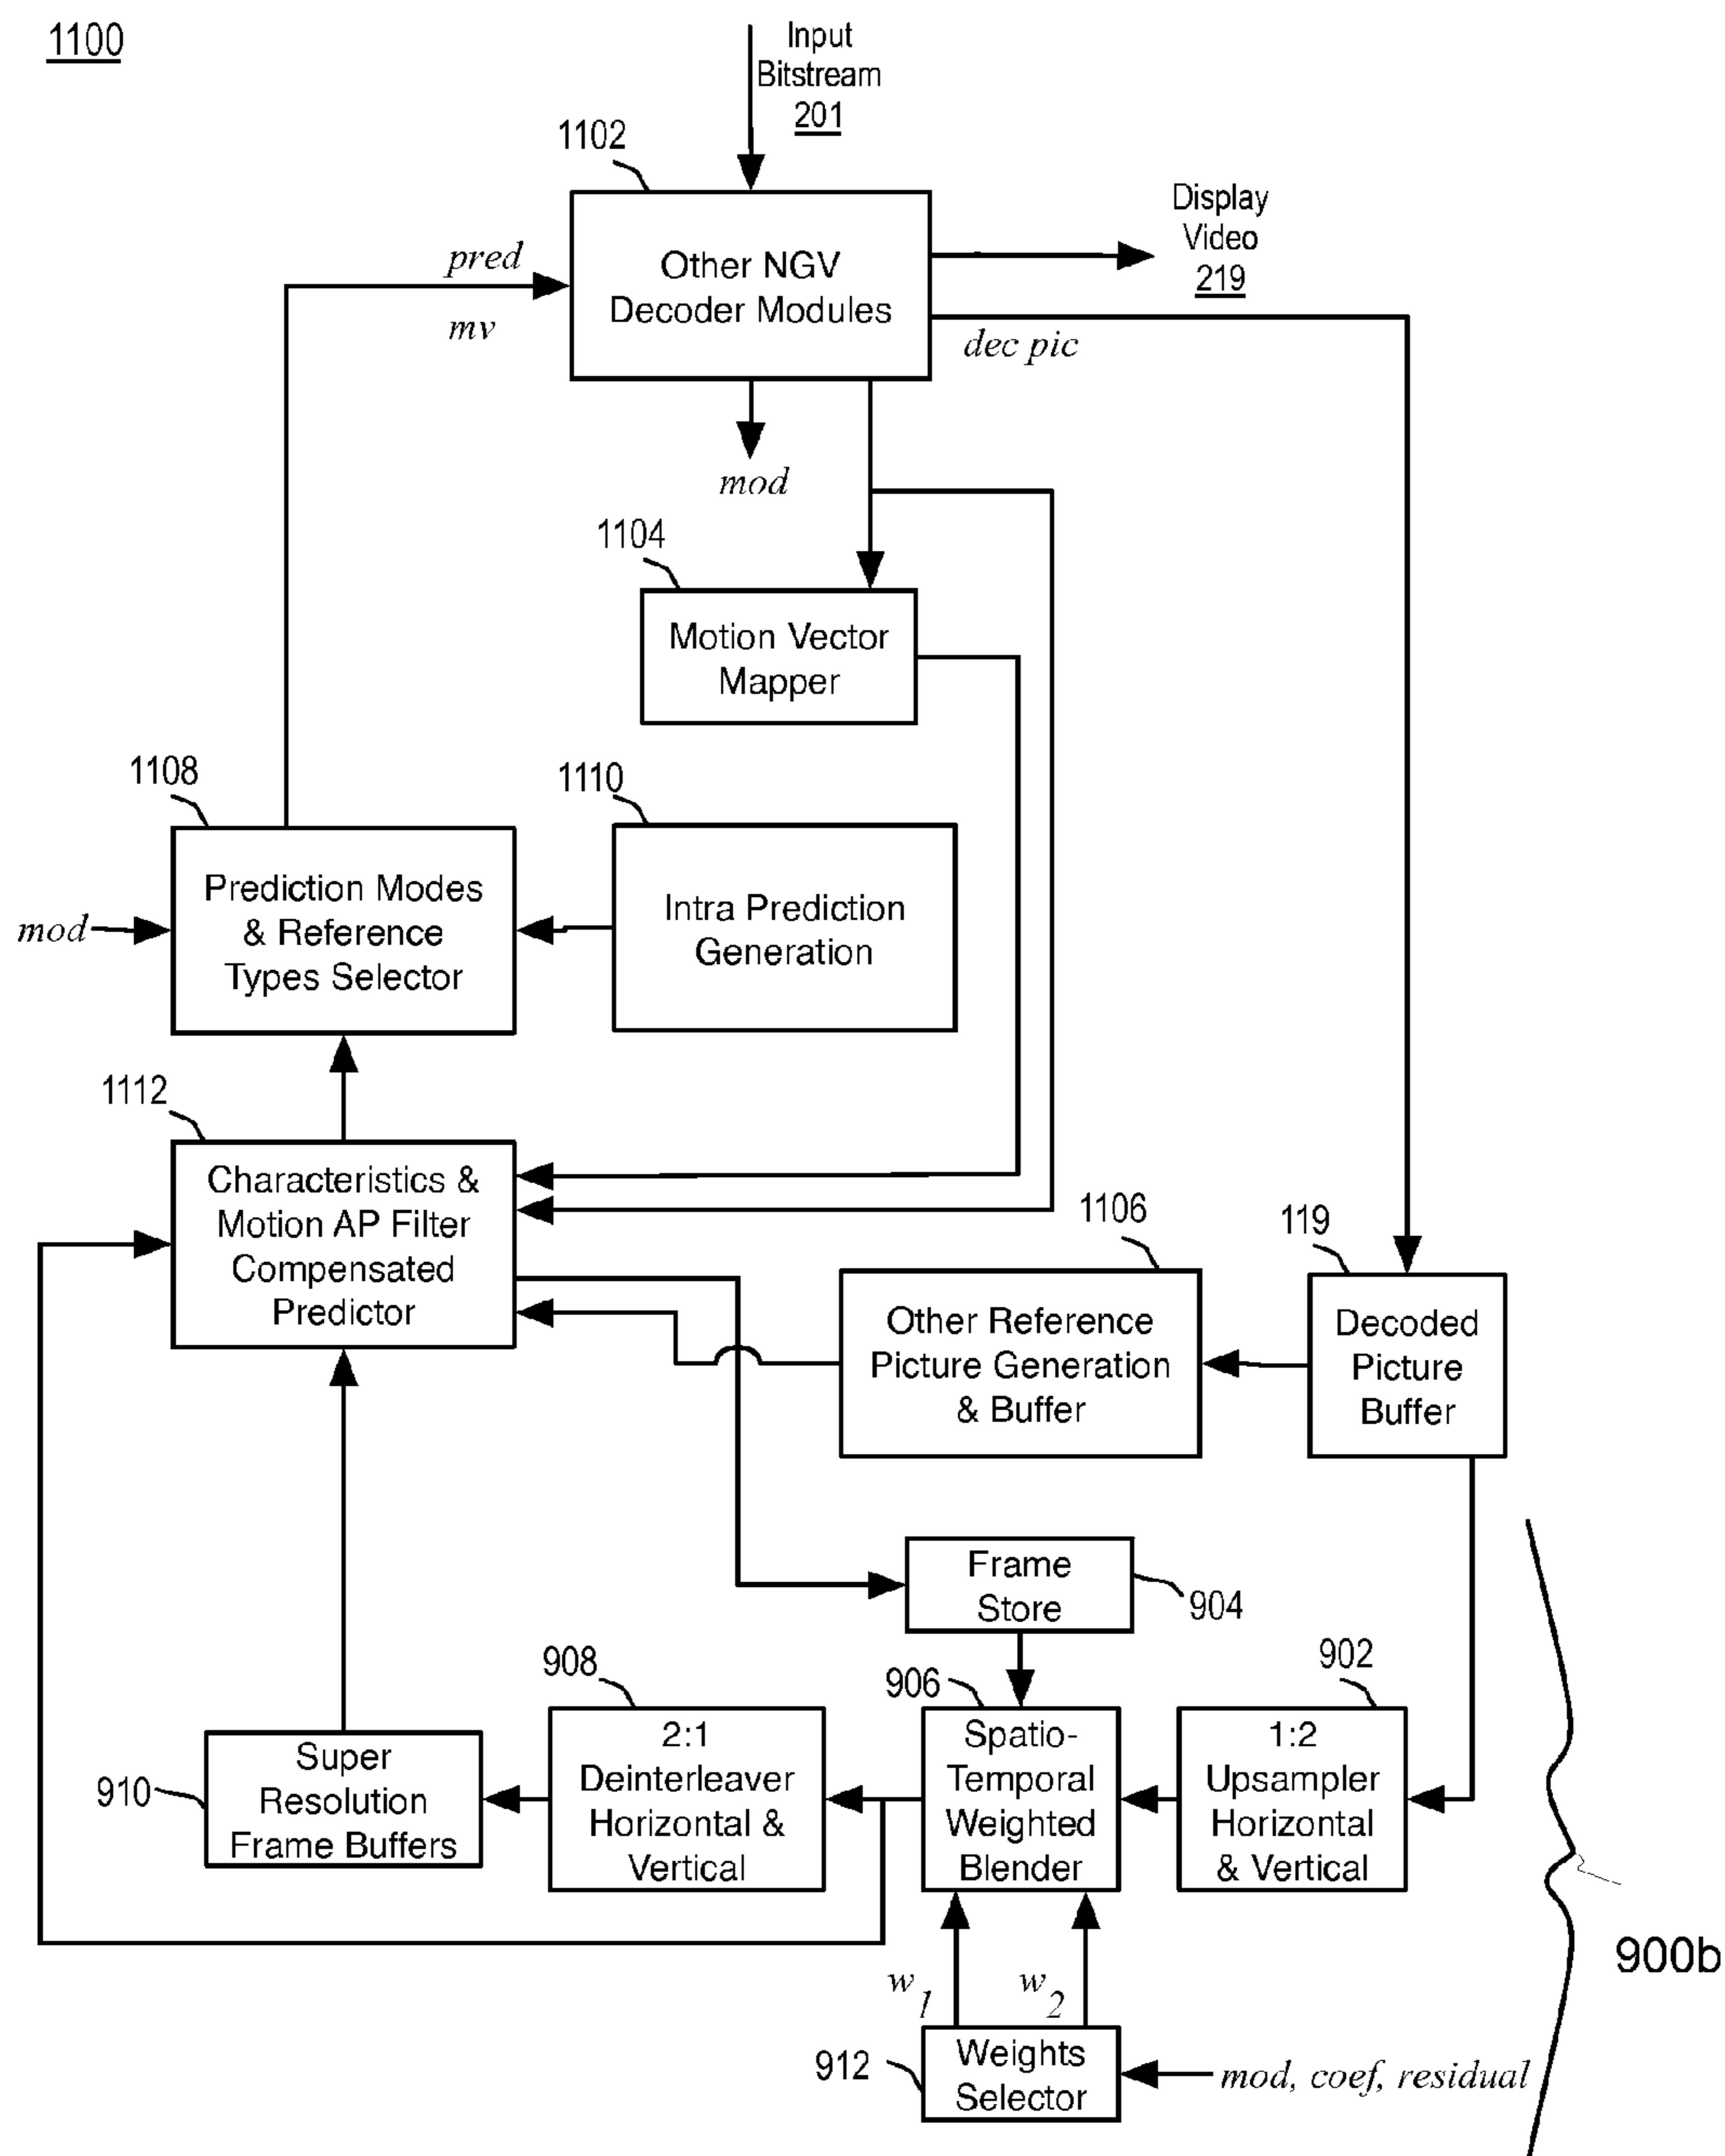 1100
Input
Bitstream
201
1102
Display
Video
219
pred
mv
Other NGV
Decoder Modules
dec pic
mod
1104
Motion Vector
Mapper
1108
1110
Prediction Modes
& Reference
Types Selector
mod
Intra Prediction
Generation
1112
Characteristics &
Motion AP Filter
Compensated
Predictor
1106
119
Other Reference
Picture Generation
& Buffer
Decoded
Picture
Buffer
Frame
Store
904
908
906
902
910
Super
Resolution
Frame Buffers
2:1
Deinterleaver
Horizontal &
Vertical
Spatio-
Temporal
Weighted
Blender
1:2
Upsampler
Horizontal
& Vertical
900b
w1
w2
912
Weights
Selector
mod, coef, residual